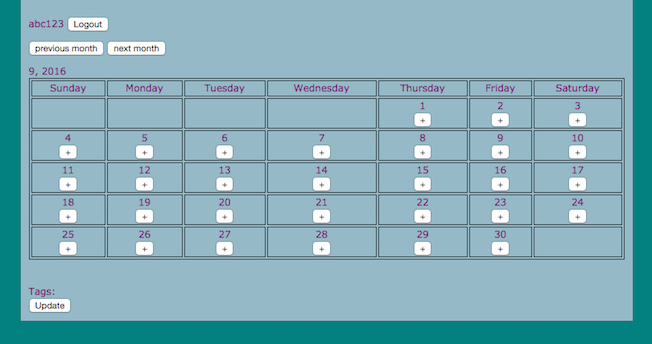 abc123 Logout
previous month next month
9, 2016
Sunday Monday Tuesday Wednesday Thursday Friday Saturday
1 2 3
+ + +
4 5 6 7 8 9 10
+ + + + + + +
11 12 13 14 15 16 17
+ + + + + + +
18 19 20 21 22 23 24
+ + + + + + +
25 26 27 28 29 30
+ + + + + +
Tags:
Update